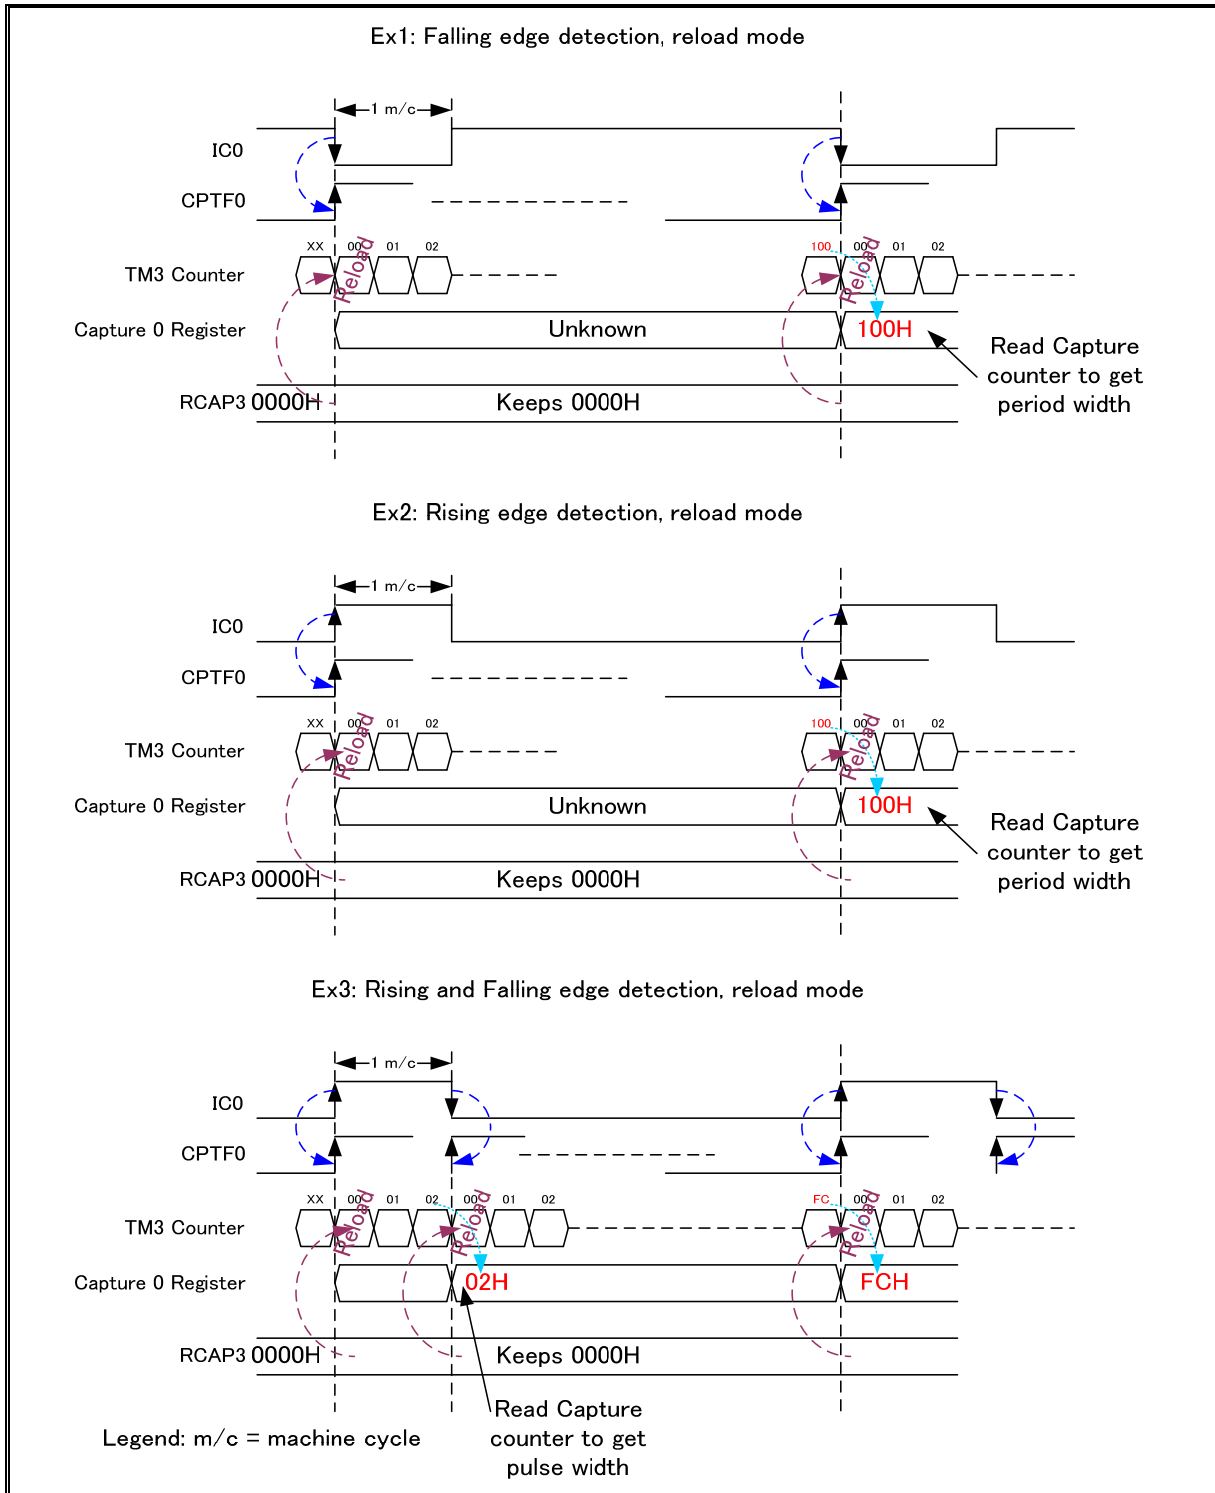 Ex1: Falling edge detection, reload mode
1 m/c
IC0
CPTF0
XX 00 01 02 100 00 01 02
TM3 Counter
Reload Reload
Capture 0 Register Unknown 100H
Read Capture
counter to get
period width
RCAP3 0000H Keeps 0000H
Ex2: Rising edge detection, reload mode
1 m/c
IC0
CPTF0
XX 00 01 02 100 00 01 02
TM3 Counter
Reload Reload
Capture 0 Register Unknown 100H
Read Capture
counter to get
period width
RCAP3 0000H Keeps 0000H
Ex3: Rising and Falling edge detection, reload mode
1 m/c
IC0
CPTF0
XX 00 01 02 00 01 02 FC 00 01 02
TM3 Counter
Reload Reload Reload
Capture 0 Register 02H FCH
RCAP3 0000H Keeps 0000H
Read Capture
counter to get
pulse width
Legend: m/c = machine cycle